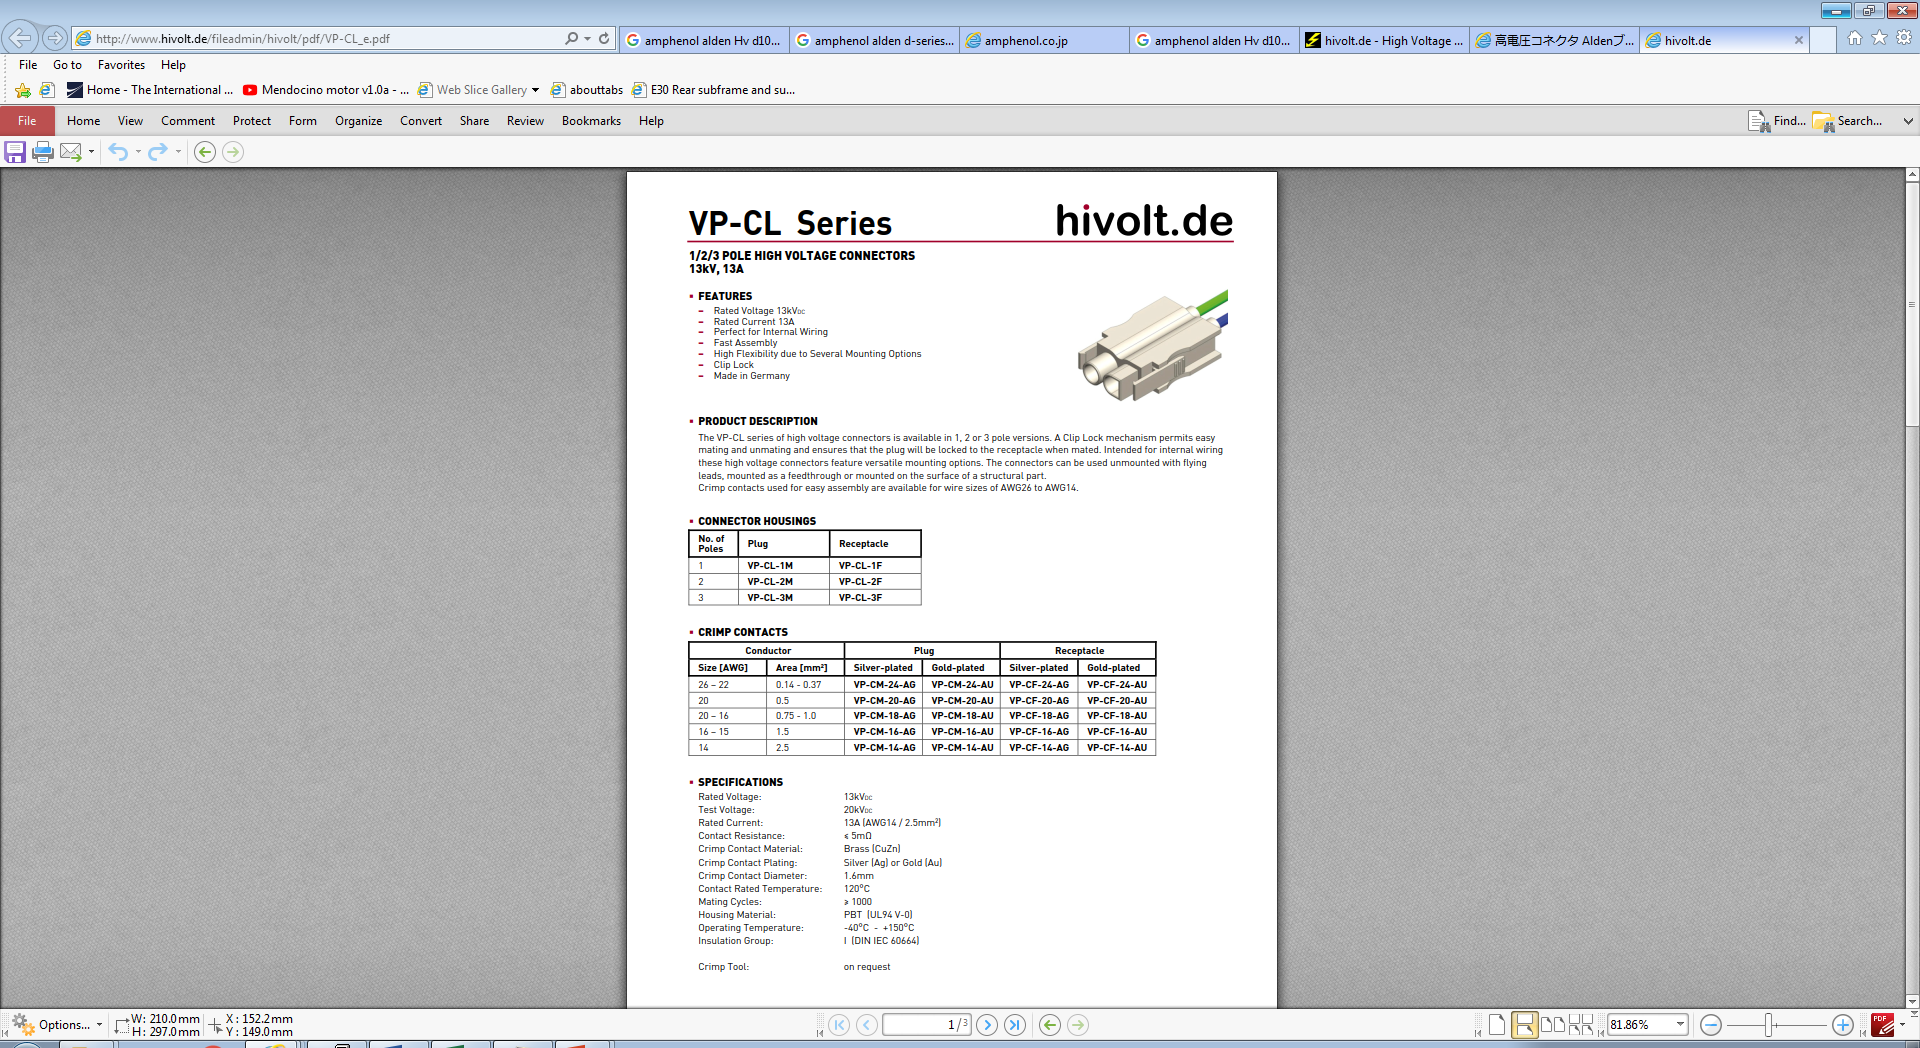 http://www.hivolt.de/fileadmin/hivolt/pdf/VP-CL_e.pdf
amphenol alden Hv d10...
amphenol alden d-series...
amphenol.co.jp
amphenol alden Hv d10...
hivolt.de - High Voltage ...
高電圧コネクタ Aldenプ...
hivolt.de
File Go to Favorites Help
Home - The International ...
Mendocino motor v1.0a - ...
Web Slice Gallery
abouttabs
E30 Rear subframe and su...
File Home View Comment Protect Form Organize Convert Share Review Bookmarks Help
Find... Search...
VP-CL Series
hivolt.de
1/2/3 POLE HIGH VOLTAGE CONNECTORS
13kV, 13A
▪ FEATURES
– Rated Voltage 13kVDC
– Rated Current 13A
– Perfect for Internal Wiring
– Fast Assembly
– High Flexibility due to Several Mounting Options
– Clip Lock
– Made in Germany
▪ PRODUCT DESCRIPTION
The VP-CL series of high voltage connectors is available in 1, 2 or 3 pole versions. A Clip Lock mechanism permits easy
mating and unmating and ensures that the plug will be locked to the receptacle when mated. Intended for internal wiring
these high voltage connectors feature versatile mounting options. The connectors can be used unmounted with flying
leads, mounted as a feedthrough or mounted on the surface of a structural part.
Crimp contacts used for easy assembly are available for wire sizes of AWG26 to AWG14.
▪ CONNECTOR HOUSINGS
No. of Poles Plug Receptacle
1 VP-CL-1M VP-CL-1F
2 VP-CL-2M VP-CL-2F
3 VP-CL-3M VP-CL-3F
▪ CRIMP CONTACTS
Conductor Plug Receptacle
Size [AWG] Area [mm²] Silver-plated Gold-plated Silver-plated Gold-plated
26 – 22 0.14 - 0.37 VP-CM-24-AG VP-CM-24-AU VP-CF-24-AG VP-CF-24-AU
20 0.5 VP-CM-20-AG VP-CM-20-AU VP-CF-20-AG VP-CF-20-AU
20 – 16 0.75 - 1.0 VP-CM-18-AG VP-CM-18-AU VP-CF-18-AG VP-CF-18-AU
16 – 15 1.5 VP-CM-16-AG VP-CM-16-AU VP-CF-16-AG VP-CF-16-AU
14 2.5 VP-CM-14-AG VP-CM-14-AU VP-CF-14-AG VP-CF-14-AU
▪ SPECIFICATIONS
Rated Voltage: 13kVDC
Test Voltage: 20kVDC
Rated Current: 13A (AWG14 / 2.5mm²)
Contact Resistance: ≤ 5mΩ
Crimp Contact Material: Brass (CuZn)
Crimp Contact Plating: Silver (Ag) or Gold (Au)
Crimp Contact Diameter: 1.6mm
Contact Rated Temperature: 120°C
Mating Cycles: ≥ 1000
Housing Material: PBT (UL94 V-0)
Operating Temperature: -40°C - +150°C
Insulation Group: I (DIN IEC 60664)
Crimp Tool: on request
Options...
W: 210.0mm
H: 297.0mm
X : 152.2mm
Y : 149.0mm
1 / 3
81.86%
PDF